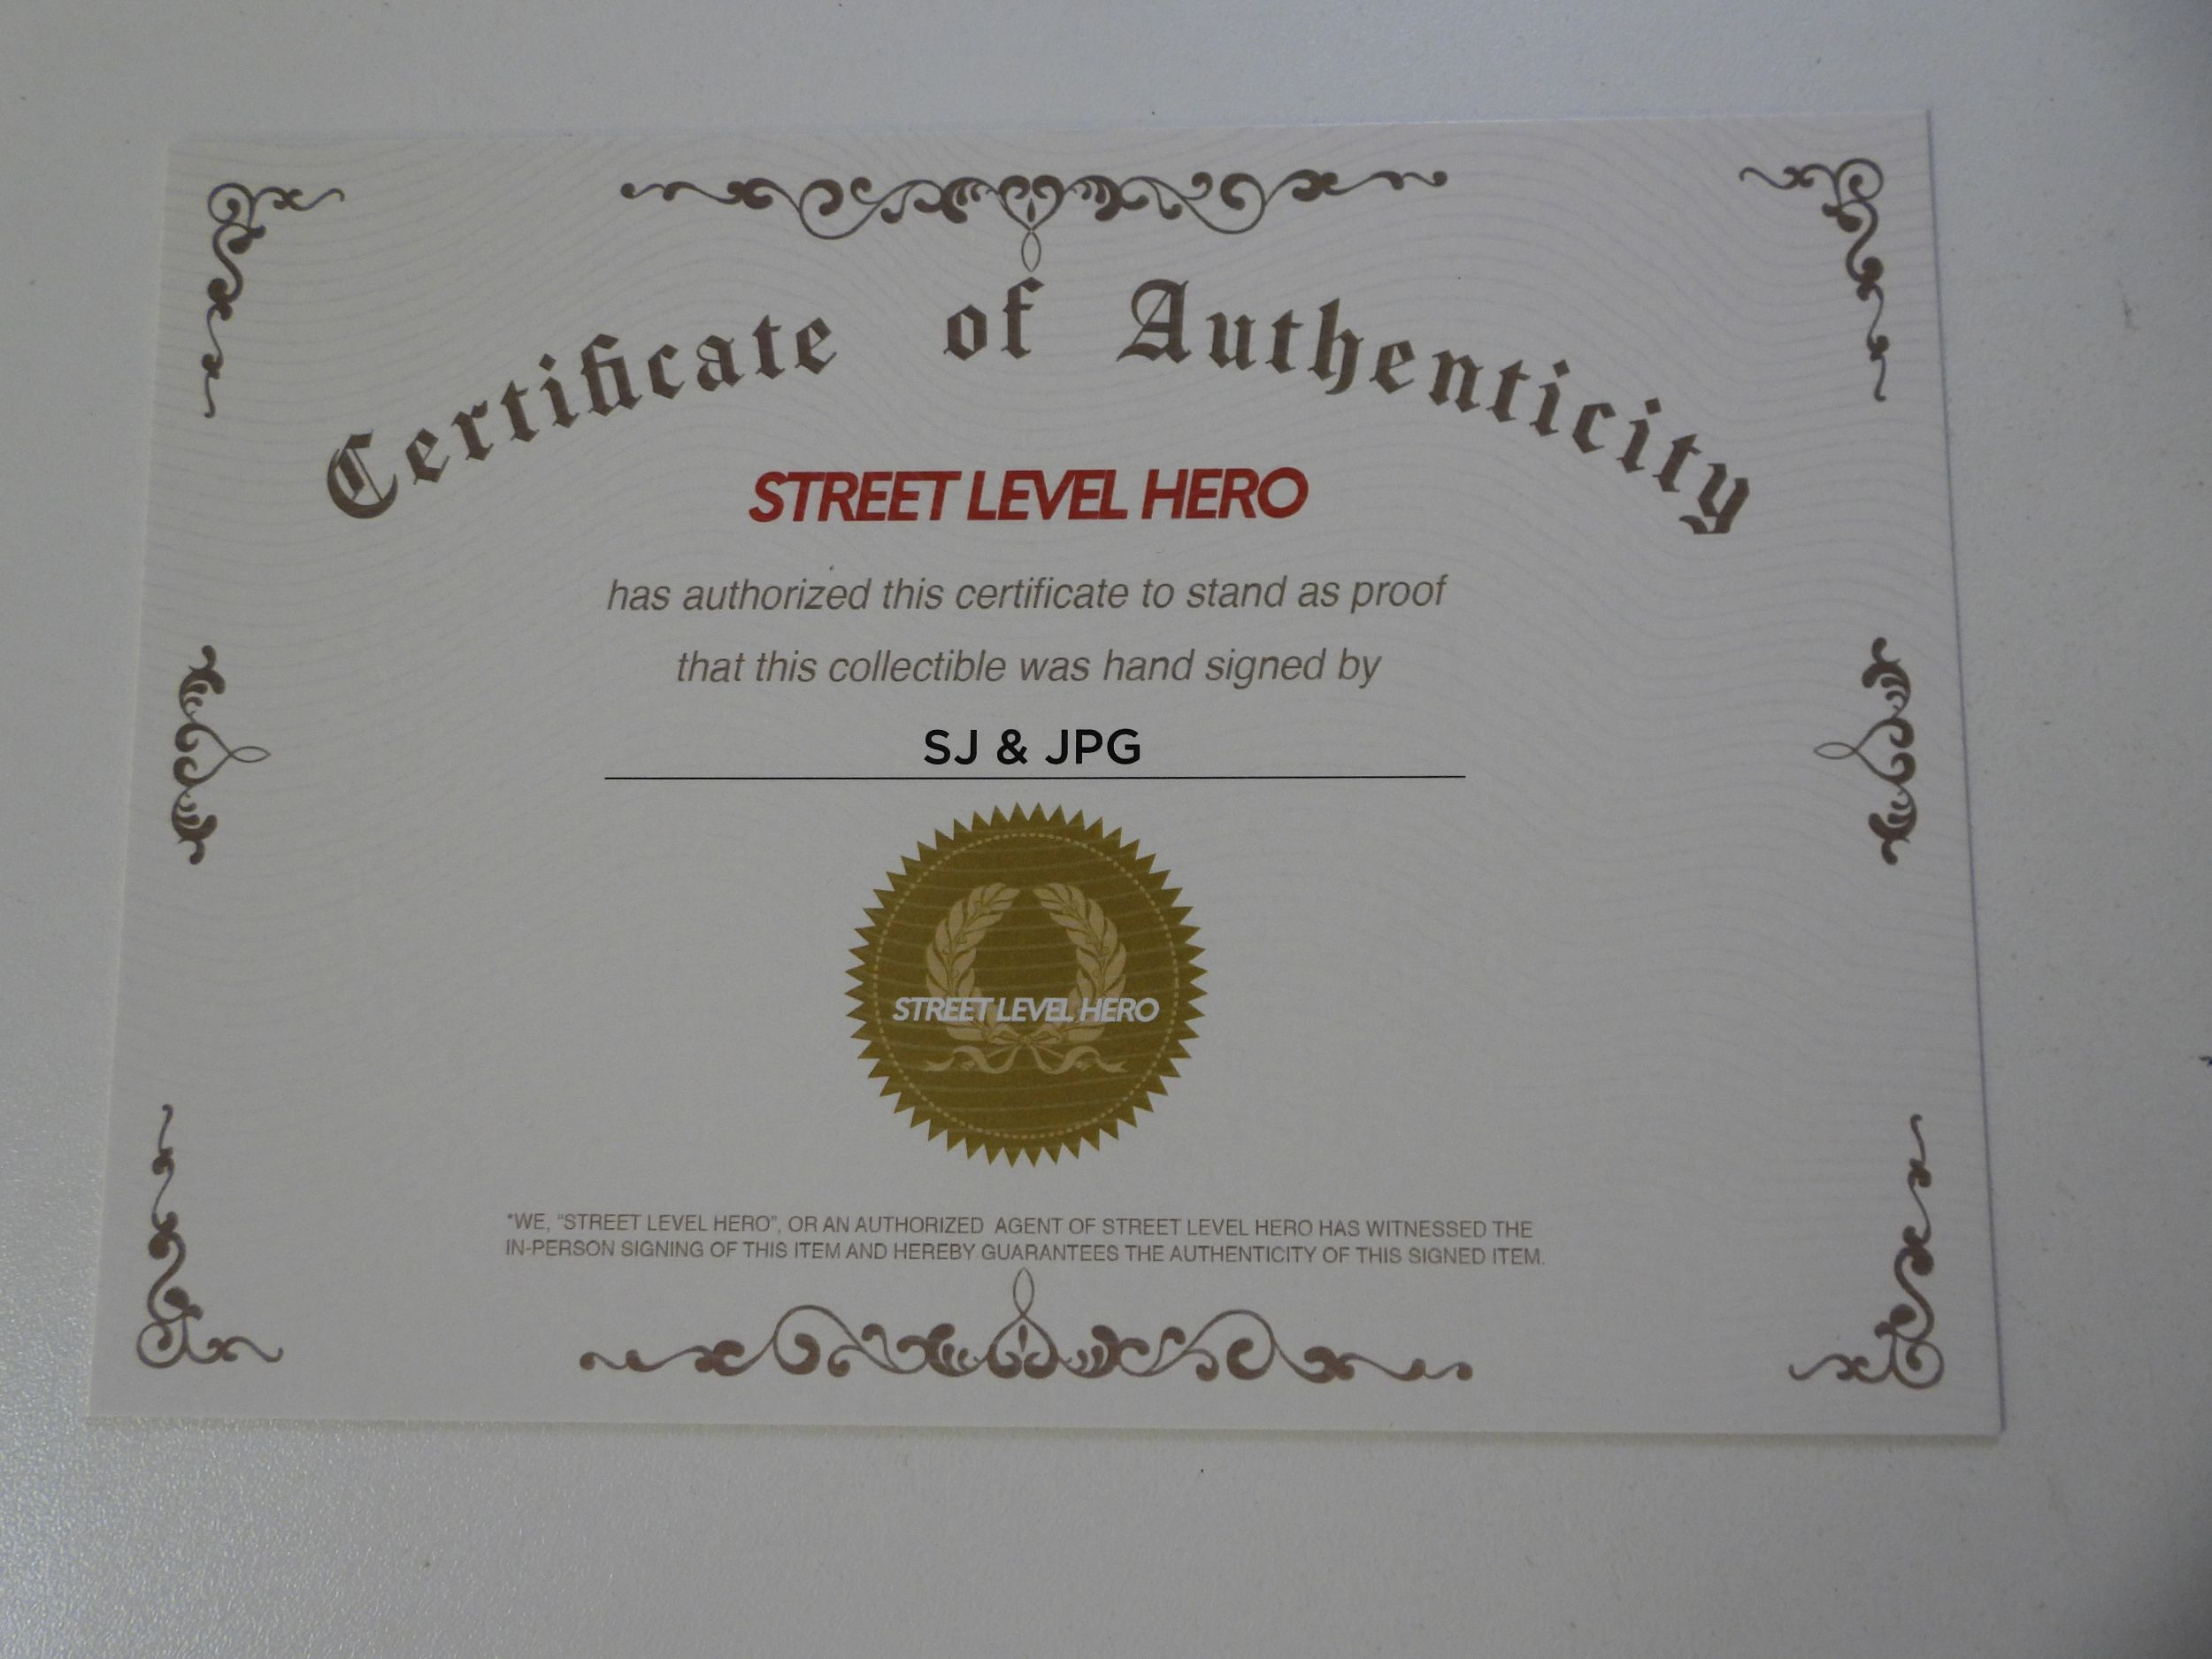 Certificate of Authenticity
STREET LEVEL HERO
has authorized this certificate to stand as proof
that this collectible was hand signed by
SJ & JPG
STREET LEVEL HERO
*WE, “STREET LEVEL HERO”, OR AN AUTHORIZED AGENT OF STREET LEVEL HERO HAS WITNESSED THE
IN-PERSON SIGNING OF THIS ITEM AND HEREBY GUARANTEES THE AUTHENTICITY OF THIS SIGNED ITEM.